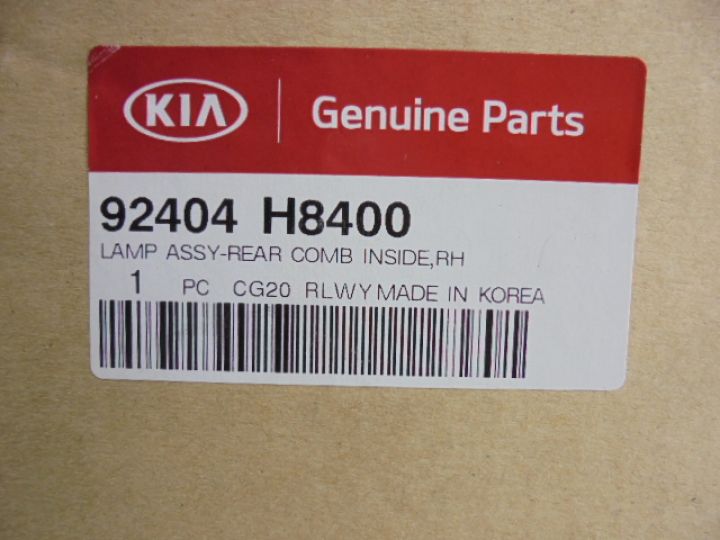 KIA Genuine Parts
92404 H8400
LAMP ASSY-REAR COMB INSIDE,RH
1 PC CG20 RLWY MADE IN KOREA